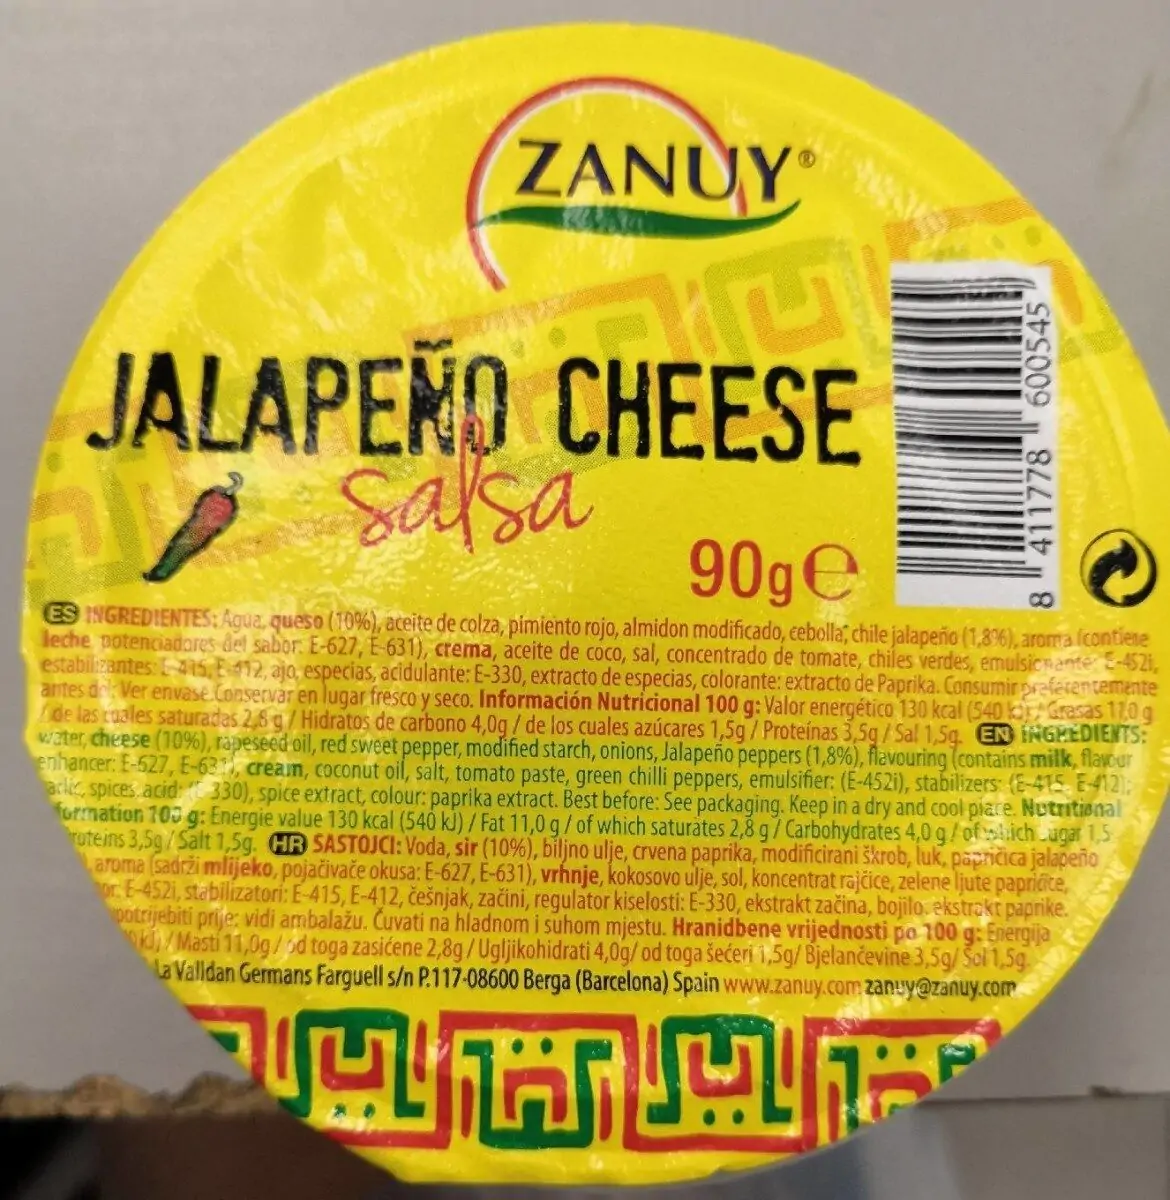 ZANUY®
JALAPEÑO CHEESE
salsa
90g e
8 411778 600545
ES INGREDIENTES: Agua, queso (10%), aceite de colza, pimiento rojo, almidon modificado, cebolla, chile jalapeño (1,8%), aroma (contiene
leche, potenciadores del sabor: E-627, E-631), crema, aceite de coco, sal, concentrado de tomate, chiles verdes, emulsionante: E-452i,
estabilizantes: E-415, E-412, ajo, especias, acidulante: E-330, extracto de especias, colorante: extracto de Paprika. Consumir preferentemente
antes del: Ver envase. Conservar en lugar fresco y seco. Información Nutricional 100 g: Valor energético 130 kcal (540 kJ) / Grasas 11,0 g
/ de las cuales saturadas 2,8 g / Hidratos de carbono 4,0g / de los cuales azúcares 1,5g / Proteínas 3,5g / Sal 1,5g. EN INGREDIENTS:
water, cheese (10%), rapeseed oil, red sweet pepper, modified starch, onions, Jalapeño peppers (1,8%), flavouring (contains milk, flavour
enhancer: E-627, E-631), cream, coconut oil, salt, tomato paste, green chilli peppers, emulsifier: (E-452i), stabilizers: (E-415, E-412);
garlic, spices, acid: (E-330), spice extract, colour: paprika extract. Best before: See packaging. Keep in a dry and cool place. Nutritional
formation 100 g: Energie value 130 kcal (540 kJ) / Fat 11,0 g / of which saturates 2,8 g / Carbohydrates 4,0 g / of which sugar 1,5
roteins 3,5g / Salt 1,5g. HR SASTOJCI: Voda, sir (10%), biljno ulje, crvena paprika, modificirani škrob, luk, papričica jalapeño
aroma (sadrži mlijeko, pojačivače okusa: E-627, E-631), vrhnje, kokosovo ulje, sol, koncentrat rajčice, zelene ljute papričice,
or: E-452i, stabilizatori: E-415, E-412, češnjak, začini, regulator kiselosti: E-330, ekstrakt začina, bojilo: ekstrakt paprike.
potrijebiti prije: vidi ambalažu. Čuvati na hladnom i suhom mjestu. Hranidbene vrijednosti po 100 g: Energija
kJ) / Masti 11,0g / od toga zasićene 2,8g / Ugljikohidrati 4,0g/ od toga šećeri 1,5g/ Bjelančevine 3,5g/ Sol 1,5g.
La Valldan Germans Farguell s/n P.117-08600 Berga (Barcelona) Spain www.zanuy.com zanuy@zanuy.com